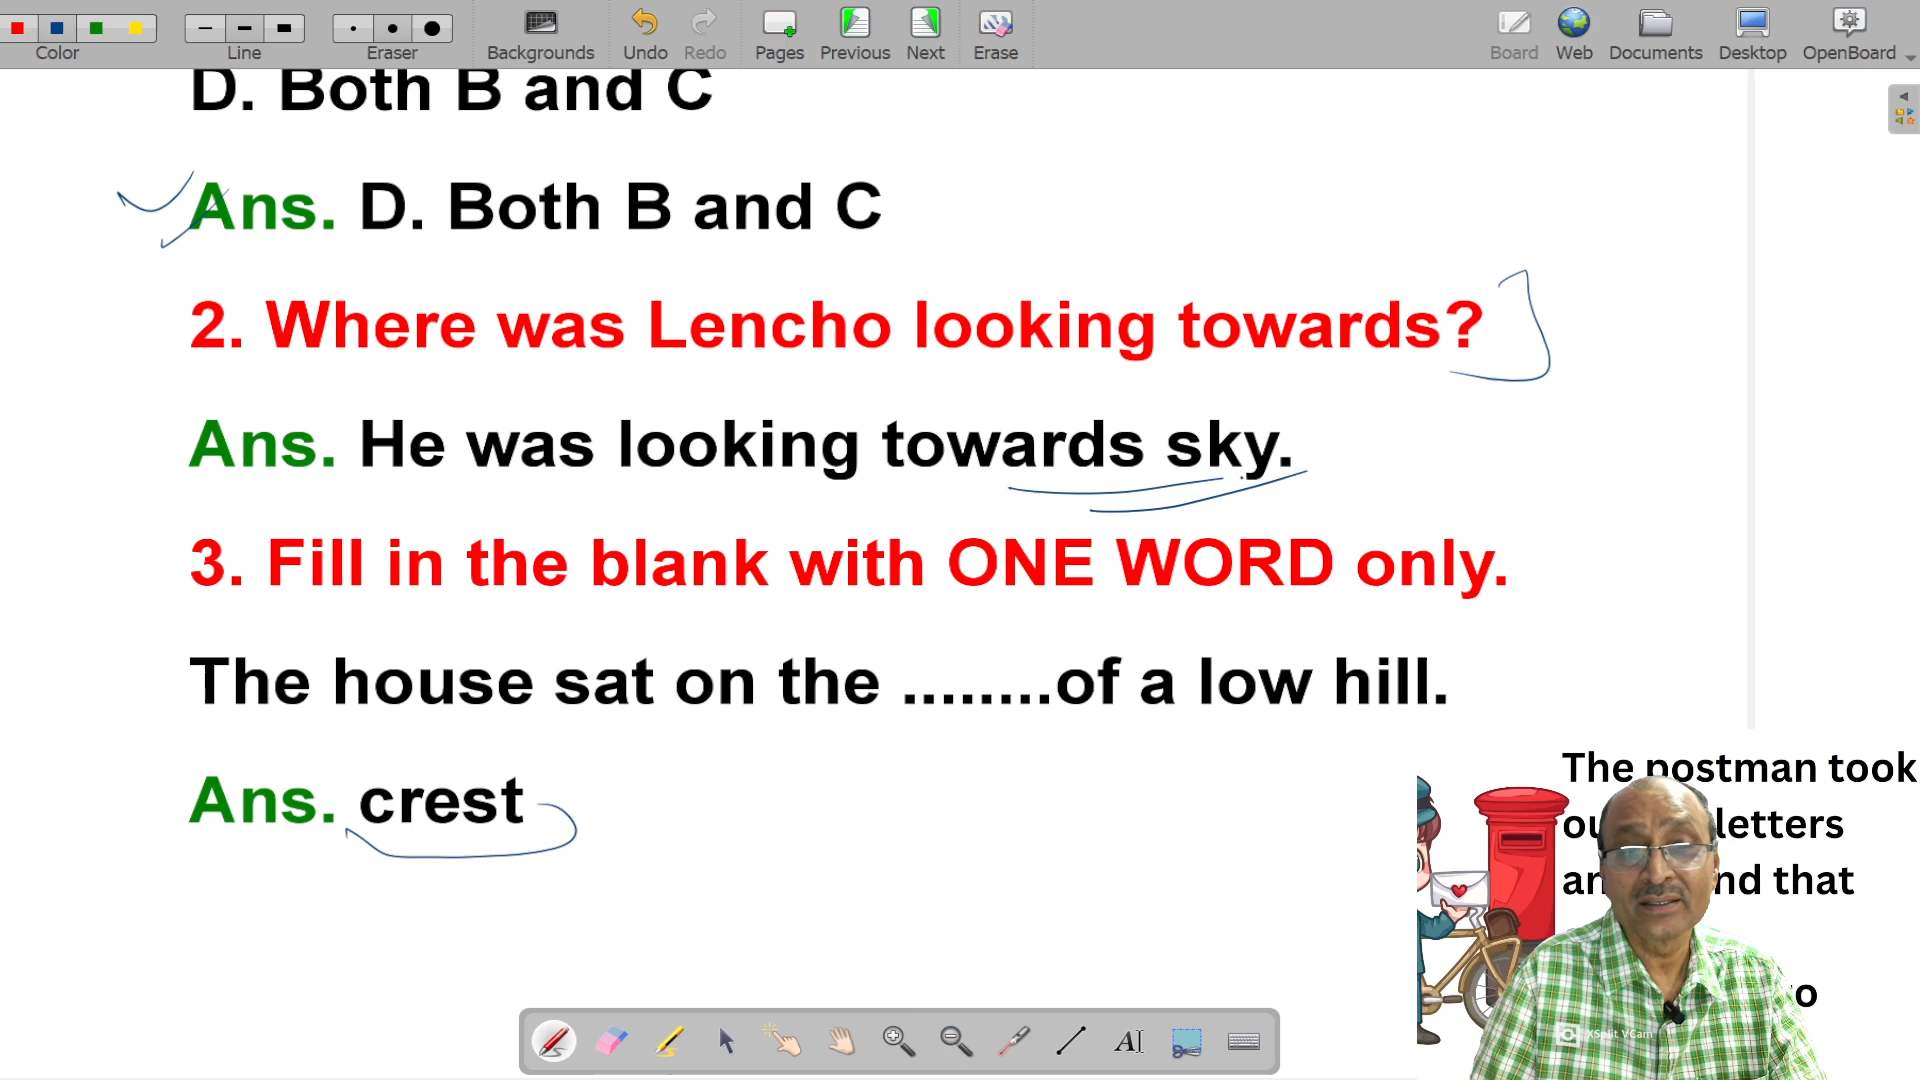 Color
Line
Eraser
Backgrounds
Undo
Redo
Pages
Previous
Next
Erase
Board
Web
Documents
Desktop
OpenBoard
D. Both B and C
Ans. D. Both B and C
2. Where was Lencho looking towards?
Ans. He was looking towards sky.
3. Fill in the blank with ONE WORD only.
The house sat on the ........of a low hill.
Ans. crest
The postman took
letters
that
XSplit VCam